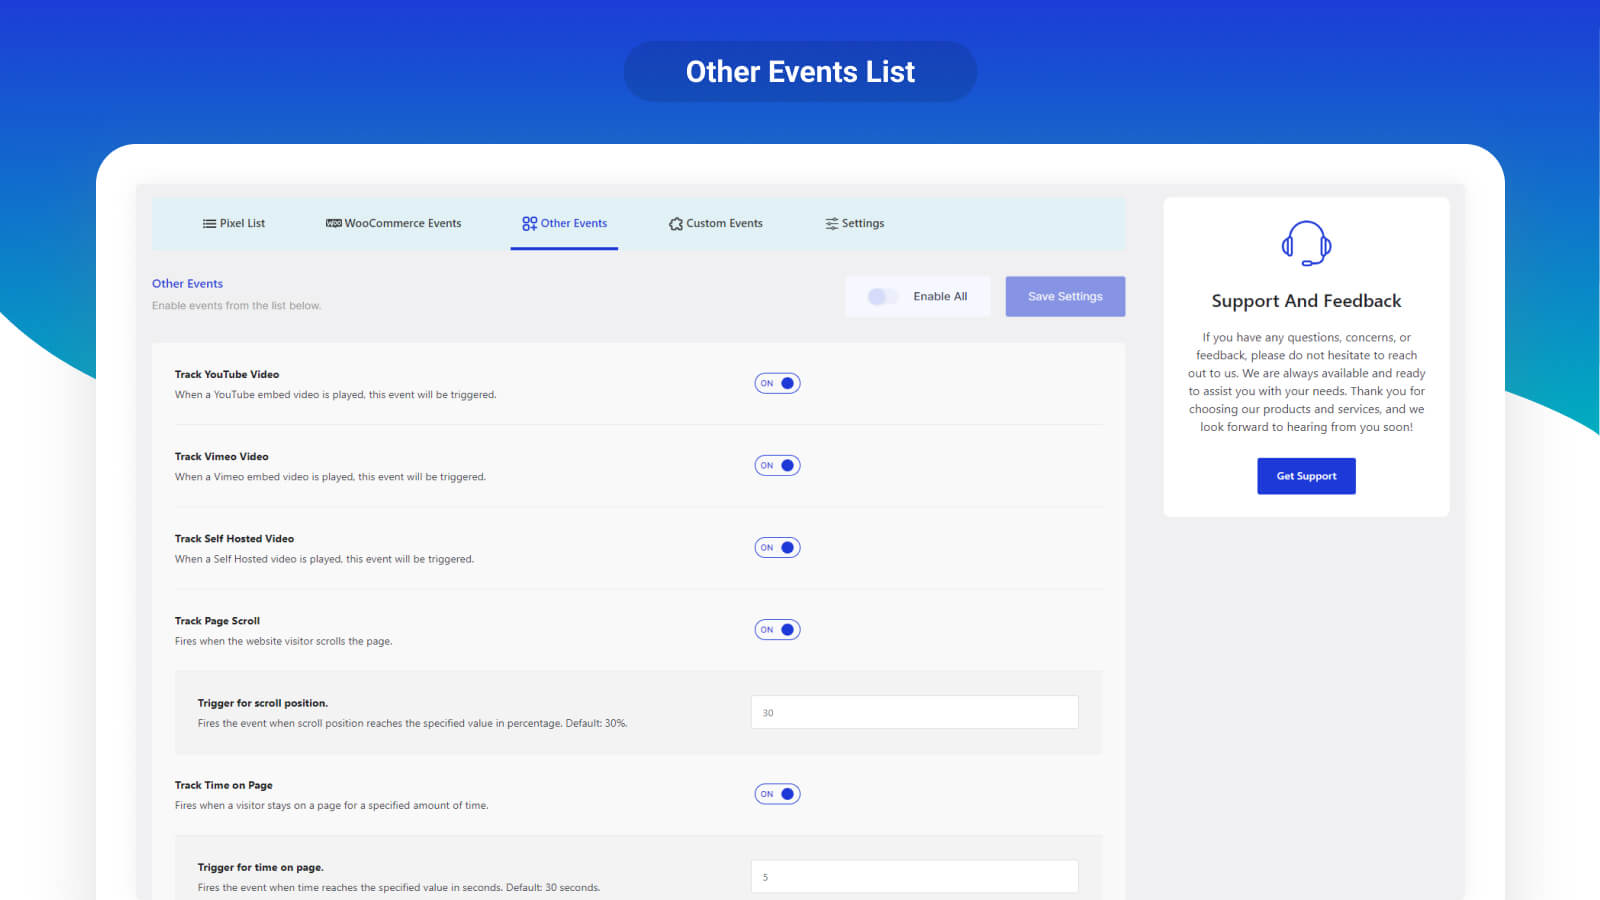 Other Events List
Pixel List
WOO WooCommerce Events
Other Events
Custom Events
Settings
Other Events
Enable events from the list below.
Enable All
Save Settings
Track YouTube Video
When a YouTube embed video is played, this event will be triggered.
ON
Track Vimeo Video
When a Vimeo embed video is played, this event will be triggered.
ON
Track Self Hosted Video
When a Self Hosted video is played, this event will be triggered.
ON
Track Page Scroll
Fires when the website visitor scrolls the page.
ON
Trigger for scroll position.
Fires the event when scroll position reaches the specified value in percentage. Default: 30%.
30
Track Time on Page
Fires when a visitor stays on a page for a specified amount of time.
ON
Trigger for time on page.
Fires the event when time reaches the specified value in seconds. Default: 30 seconds.
5
Support And Feedback
If you have any questions, concerns, or
feedback, please do not hesitate to reach
out to us. We are always available and ready
to assist you with your needs. Thank you for
choosing our products and services, and we
look forward to hearing from you soon!
Get Support